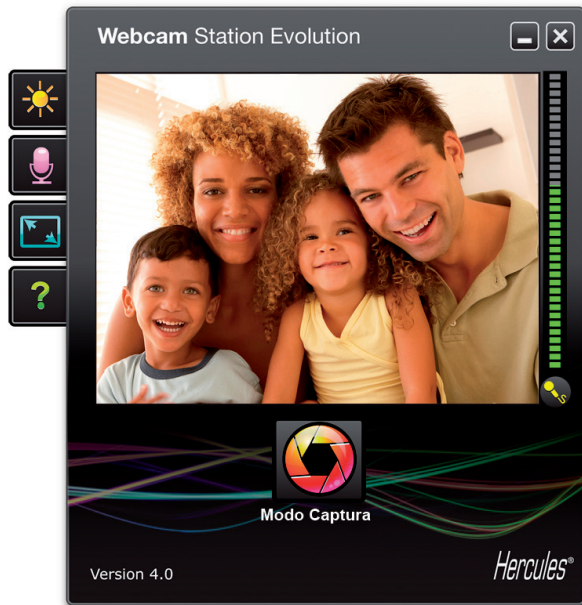 Webcam Station Evolution
?
S
Modo Captura
Version 4.0
Hercules®